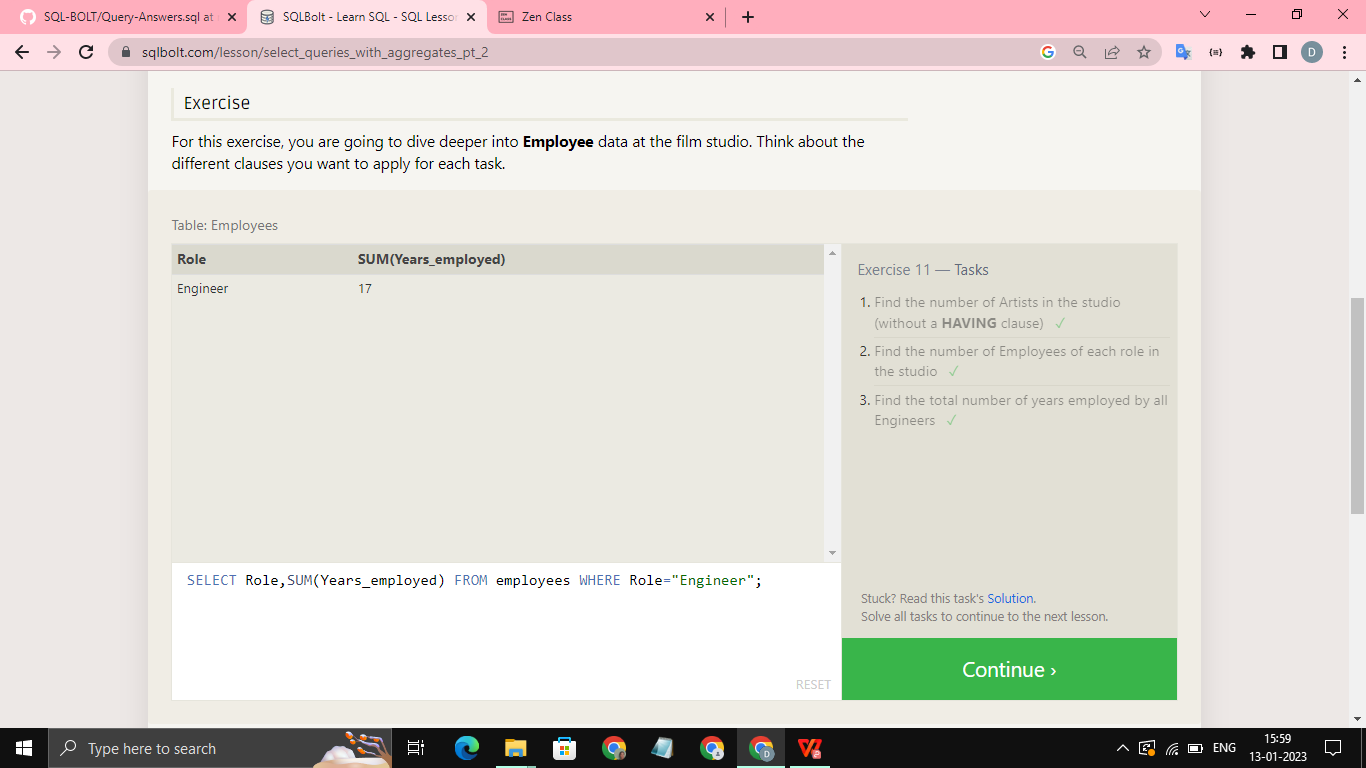 SQL-BOLT/Query-Answers.sql at
SQLBolt - Learn SQL - SQL Lesson
Zen Class
sqlbolt.com/lesson/select_queries_with_aggregates_pt_2
D
Exercise
For this exercise, you are going to dive deeper into Employee data at the film studio. Think about the
different clauses you want to apply for each task.
Table: Employees
Role SUM(Years_employed)
Engineer 17
Exercise 11 — Tasks
1. Find the number of Artists in the studio
(without a HAVING clause) ✓
2. Find the number of Employees of each role in
the studio ✓
3. Find the total number of years employed by all
Engineers ✓
SELECT Role,SUM(Years_employed) FROM employees WHERE Role="Engineer";
RESET
Stuck? Read this task's Solution.
Solve all tasks to continue to the next lesson.
Continue ›
Type here to search
ENG
15:59
13-01-2023